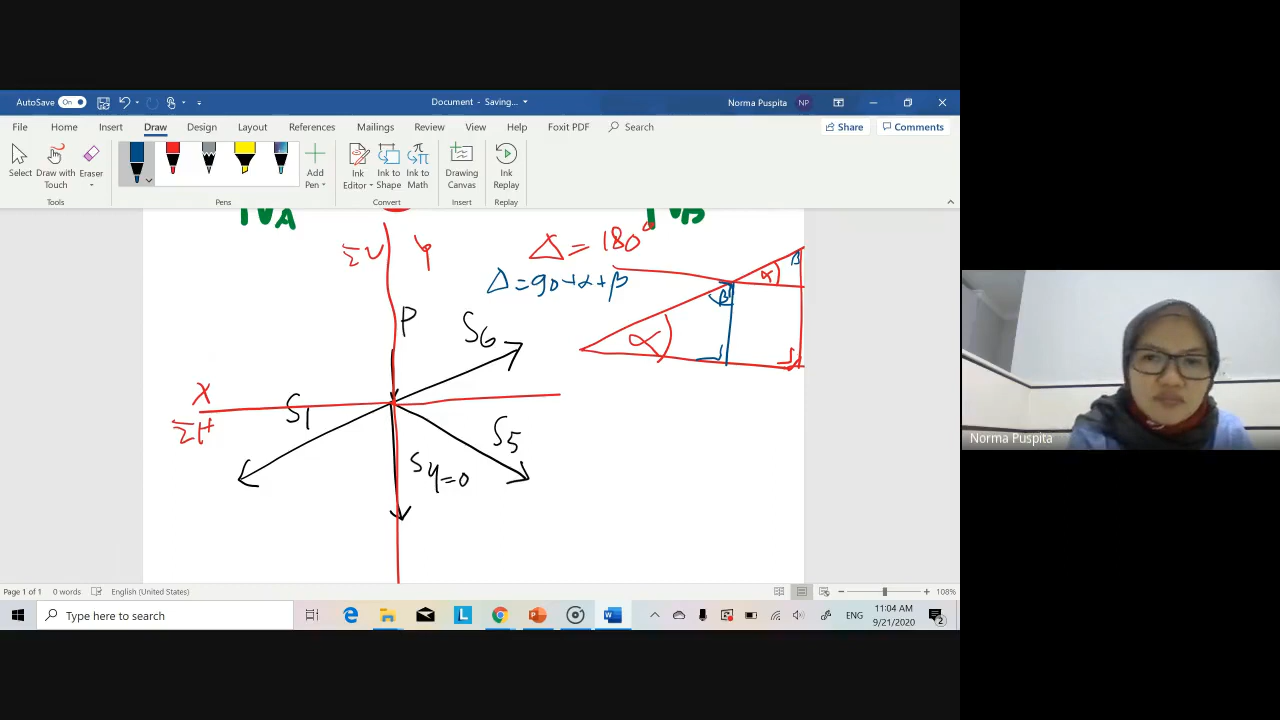 AutoSave On
Document - Saving...
Norma Puspita NP
File Home Insert Draw Design Layout References Mailings Review View Help Foxit PDF Search
Share Comments
Select
Draw with Touch
Eraser
Add Pen
Ink Editor
Ink to Shape
Ink to Math
Drawing Canvas
Ink Replay
Tools Pens Convert Insert Replay
ΣV Y
Δ = 180°
Δ = 90 + α + β
β
α
β
α
P
S6
X
ΣH
S1
S5
S4=0
Norma Puspita
Page 1 of 1 0 words English (United States) 108%
Type here to search
ENG
11:04 AM
9/21/2020
2